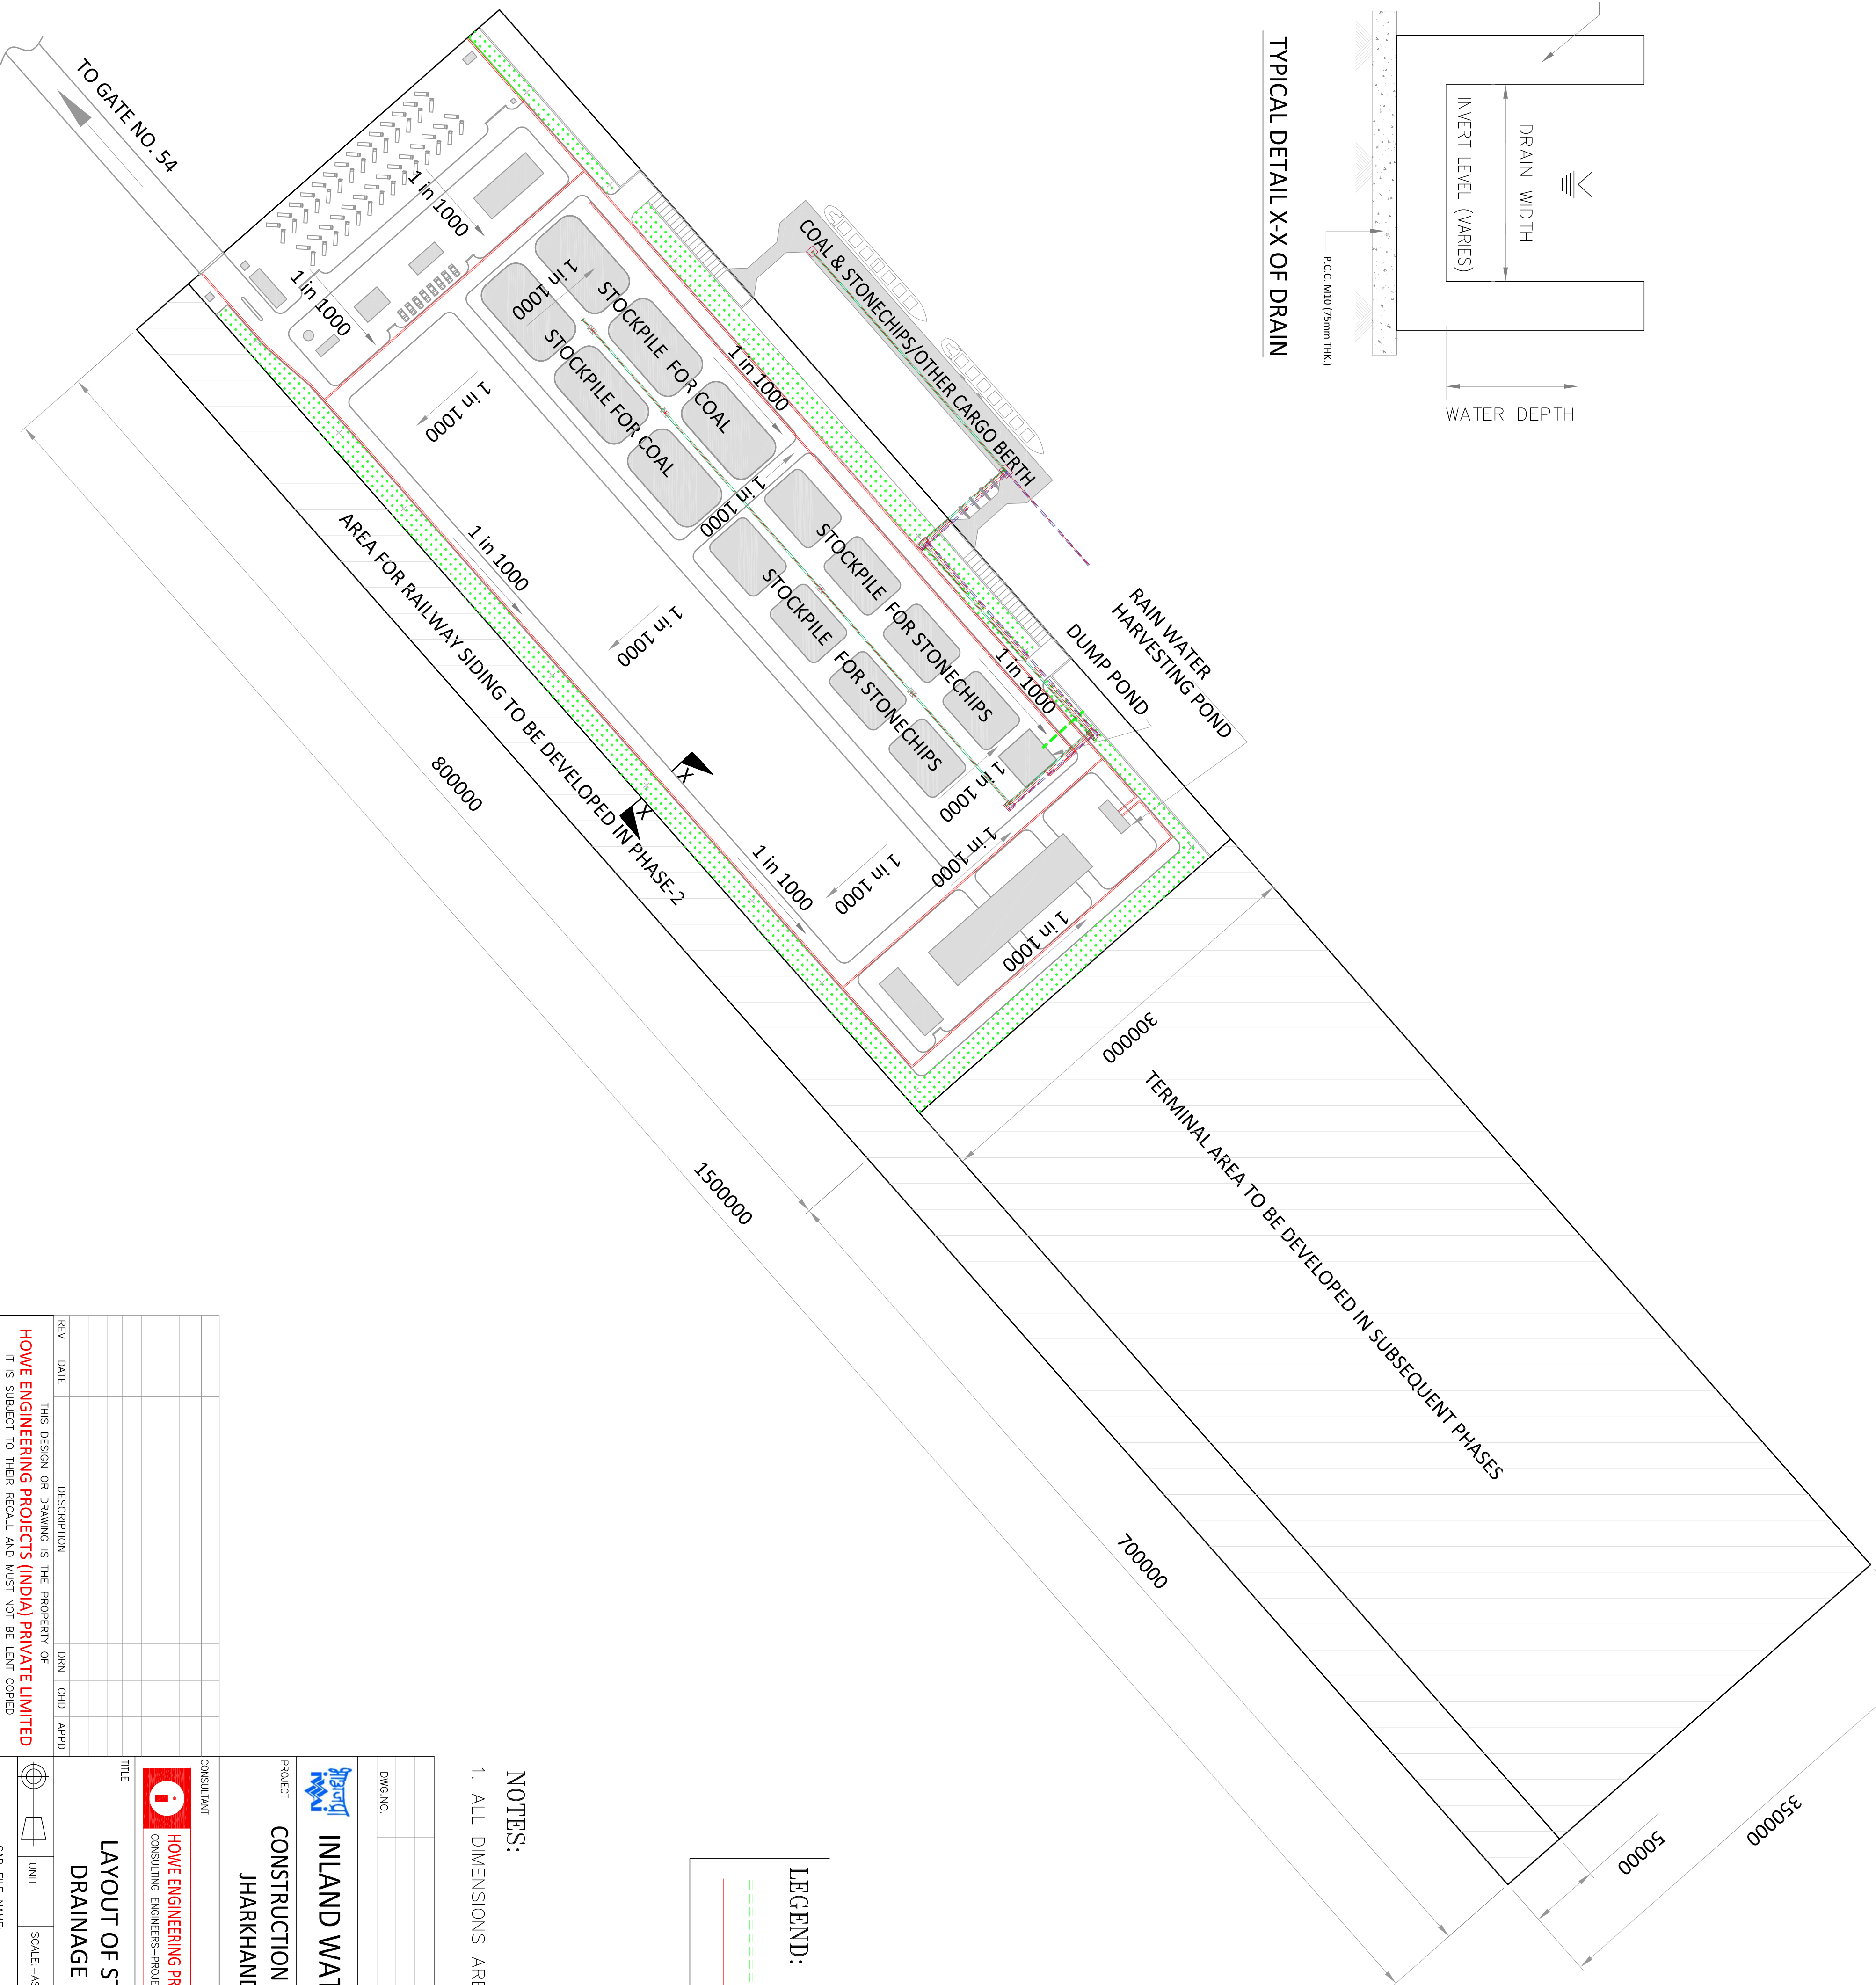 DRAIN WIDTH
INVERT LEVEL (VARIES)
WATER DEPTH
P.C.C. M10 (75mm THK.)
TYPICAL DETAIL X-X OF DRAIN
TO GATE NO. 54
1 in 1000
1 in 1000
COAL & STONECHIPS/OTHER CARGO BERTH
1 in 1000
STOCKPILE FOR COAL
STOCKPILE FOR COAL
1 in 1000
1 in 1000
1 in 1000
STOCKPILE FOR STONECHIPS
STOCKPILE FOR STONECHIPS
1 in 1000
RAIN WATER
HARVESTING POND
DUMP POND
1 in 1000
1 in 1000
1 in 1000
1 in 1000
1 in 1000
1 in 1000
1 in 1000
X
X
AREA FOR RAILWAY SIDING TO BE DEVELOPED IN PHASE-2
TERMINAL AREA TO BE DEVELOPED IN SUBSEQUENT PHASES
300000
800000
1500000
700000
50000
350000
LEGEND:
NOTES:
1. ALL DIMENSIONS ARE
DWG.NO.
INLAND WAT
PROJECT
CONSTRUCTION
JHARKHAND
CONSULTANT
HOWE ENGINEERING PR
CONSULTING ENGINEERS-PROJE
TITLE
LAYOUT OF ST
DRAINAGE
UNIT
SCALE:-AS
REV DATE DESCRIPTION DRN CHD APPD
THIS DESIGN OR DRAWING IS THE PROPERTY OF
HOWE ENGINEERING PROJECTS (INDIA) PRIVATE LIMITED
IT IS SUBJECT TO THEIR RECALL AND MUST NOT BE LENT COPIED